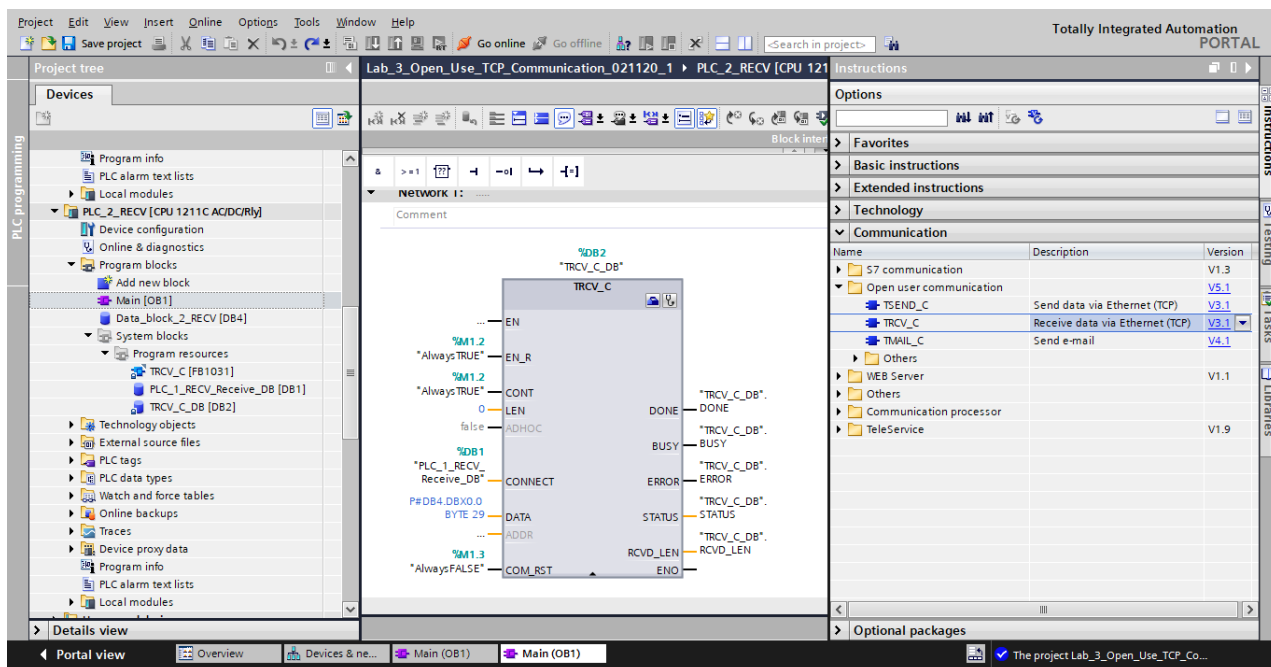 Project Edit View Insert Online Options Tools Window Help
Totally Integrated Automation
PORTAL
Save project Go online Go offline <Search in project>
Project tree
Lab_3_Open_Use_TCP_Communication_021120_1 PLC_2_RECV [CPU 121
Instructions
Devices
Options
Block inter
Program info
PLC alarm text lists
Local modules
PLC_2_RECV [CPU 1211C AC/DC/Rly]
Device configuration
Online & diagnostics
Program blocks
Add new block
Main [OB1]
Data_block_2_RECV [DB4]
System blocks
Program resources
TRCV_C [FB1031]
PLC_1_RECV_Receive_DB [DB1]
TRCV_C_DB [DB2]
Technology objects
External source files
PLC tags
PLC data types
Watch and force tables
Online backups
Traces
Device proxy data
Program info
PLC alarm text lists
Local modules
Details view
PLC programming
& >=1 ??
Network 1: .....
Comment
%DB2
"TRCV_C_DB"
TRCV_C
... EN
%M1.2
"AlwaysTRUE" EN_R
%M1.2
"AlwaysTRUE" CONT
0 LEN
false ADHOC
%DB1
"PLC_1_RECV_
Receive_DB" CONNECT
P#DB4.DBX0.0
BYTE 29 DATA
... ADDR
%M1.3
"AlwaysFALSE" COM_RST
"TRCV_C_DB".
DONE DONE
"TRCV_C_DB".
BUSY BUSY
"TRCV_C_DB".
ERROR ERROR
"TRCV_C_DB".
STATUS STATUS
"TRCV_C_DB".
RCVD_LEN RCVD_LEN
ENO
Favorites
Basic instructions
Extended instructions
Technology
Communication
Name Description Version
S7 communication V1.3
Open user communication V5.1
TSEND_C Send data via Ethernet (TCP) V3.1
TRCV_C Receive data via Ethernet (TCP) V3.1
TMAIL_C Send e-mail V4.1
Others
WEB Server V1.1
Others
Communication processor
TeleService V1.9
Optional packages
Instructions
Testing
Tasks
Libraries
Portal view Overview Devices & ne... Main (OB1) Main (OB1) The project Lab_3_Open_Use_TCP_Co...